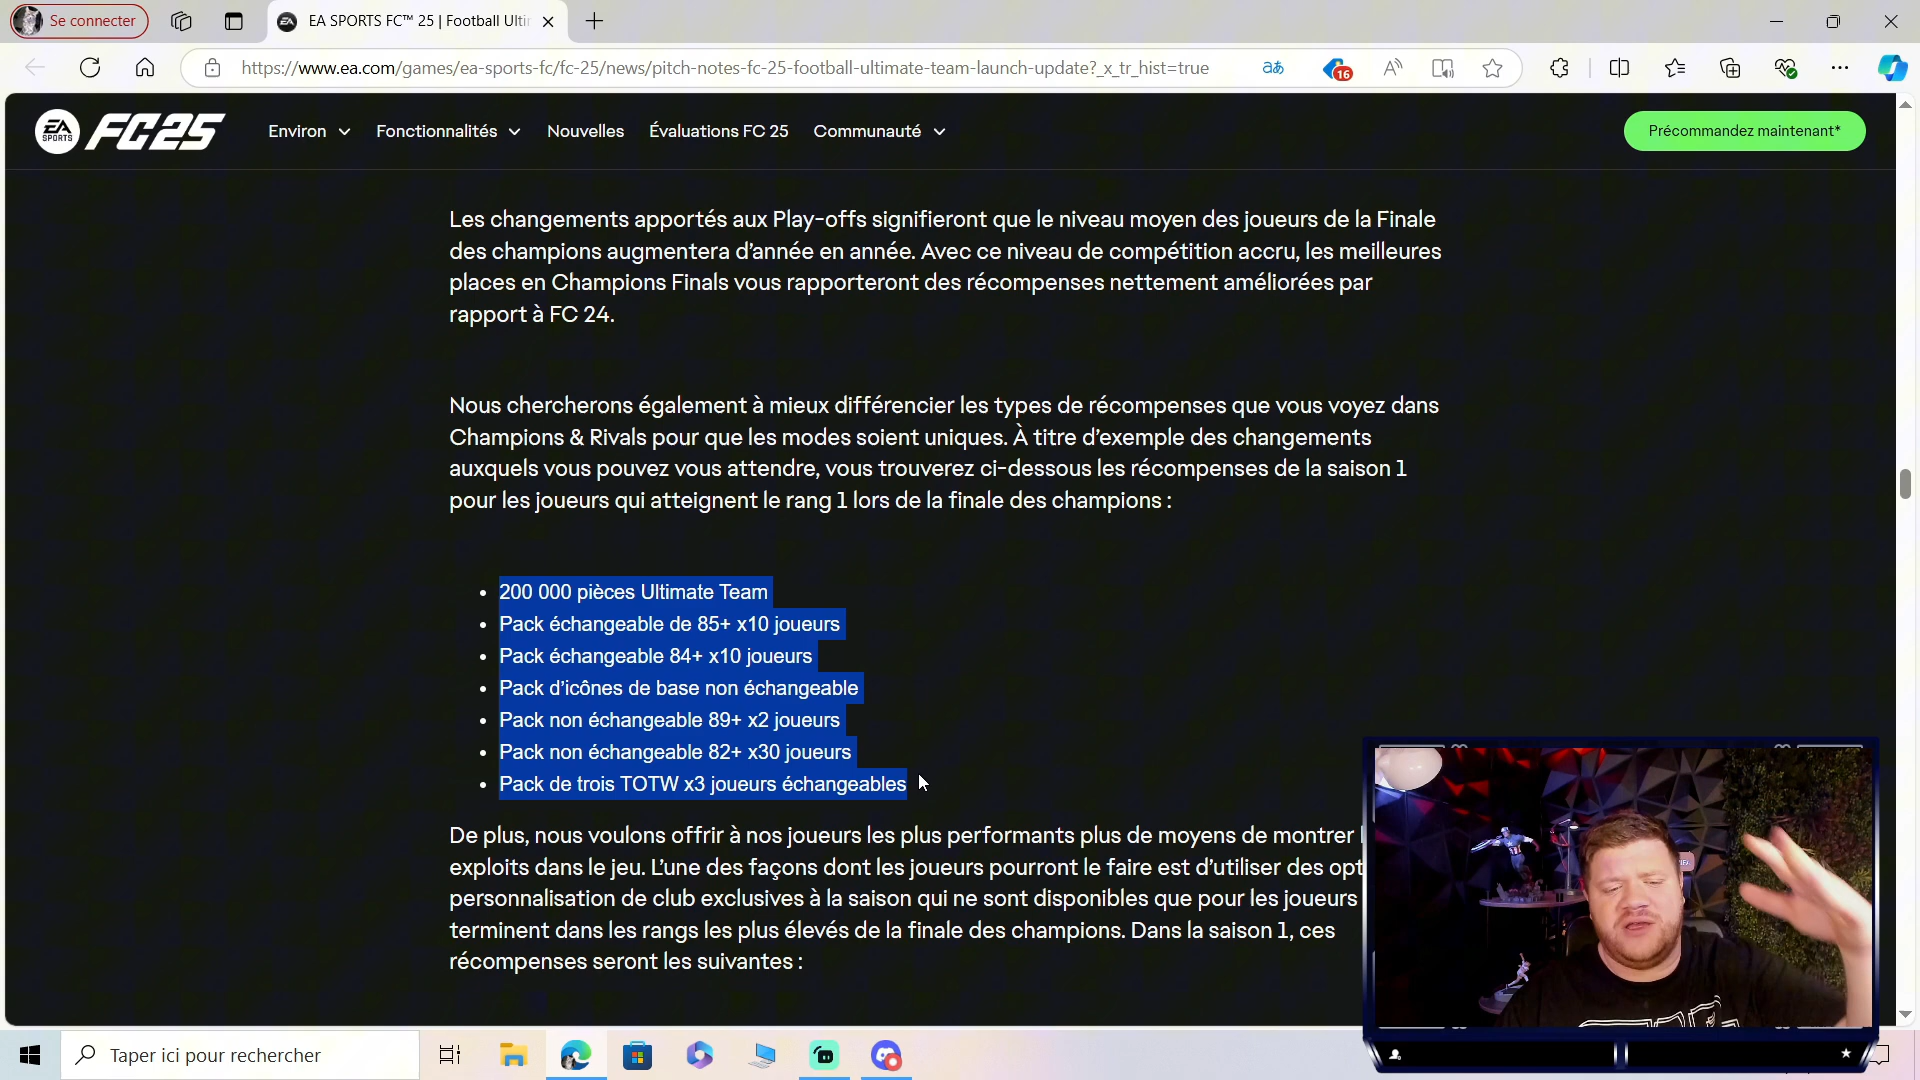 Se connecter
EA SPORTS FC™ 25 | Football Ulti
https://www.ea.com/games/ea-sports-fc/fc-25/news/pitch-notes-fc-25-football-ultimate-team-launch-update?_x_tr_hist=true
aあ
16
EA SPORTS FC25
Environ
Fonctionnalités
Nouvelles
Évaluations FC 25
Communauté
Précommandez maintenant*
Les changements apportés aux Play-offs signifieront que le niveau moyen des joueurs de la Finale
des champions augmentera d’année en année. Avec ce niveau de compétition accru, les meilleures
places en Champions Finals vous rapporteront des récompenses nettement améliorées par
rapport à FC 24.
Nous chercherons également à mieux différencier les types de récompenses que vous voyez dans
Champions & Rivals pour que les modes soient uniques. À titre d’exemple des changements
auxquels vous pouvez vous attendre, vous trouverez ci-dessous les récompenses de la saison 1
pour les joueurs qui atteignent le rang 1 lors de la finale des champions :
• 200 000 pièces Ultimate Team
• Pack échangeable de 85+ x10 joueurs
• Pack échangeable 84+ x10 joueurs
• Pack d’icônes de base non échangeable
• Pack non échangeable 89+ x2 joueurs
• Pack non échangeable 82+ x30 joueurs
• Pack de trois TOTW x3 joueurs échangeables
De plus, nous voulons offrir à nos joueurs les plus performants plus de moyens de montrer
exploits dans le jeu. L’une des façons dont les joueurs pourront le faire est d’utiliser des opt
personnalisation de club exclusives à la saison qui ne sont disponibles que pour les joueurs
terminent dans les rangs les plus élevés de la finale des champions. Dans la saison 1, ces
récompenses seront les suivantes :
Taper ici pour rechercher